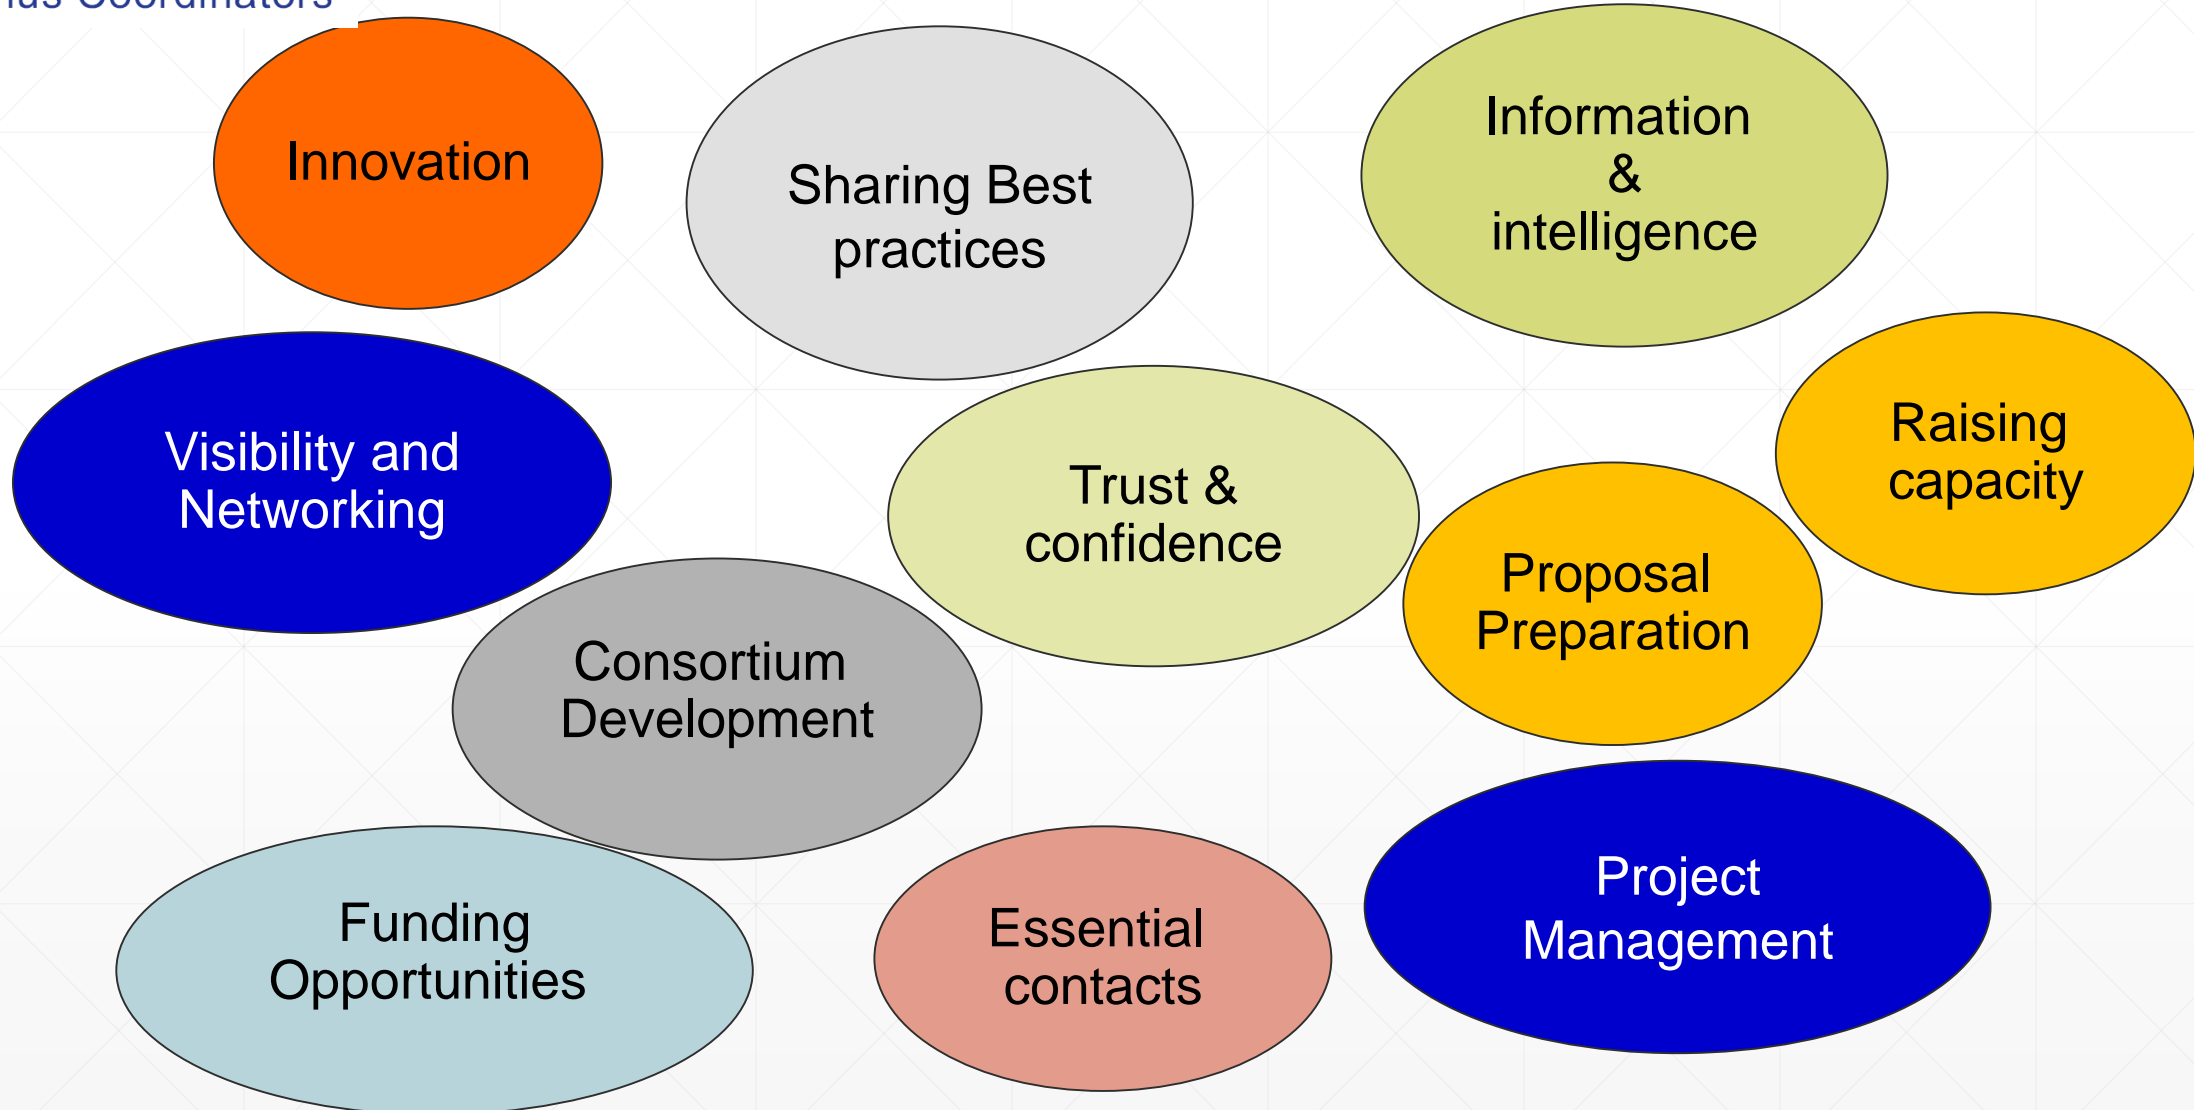 Coordinators
Innovation
Sharing Best
practices
Information
&
intelligence
Visibility and
Networking
Trust &
confidence
Raising
capacity
Proposal
Preparation
Consortium
Development
Funding
Opportunities
Essential
contacts
Project
Management